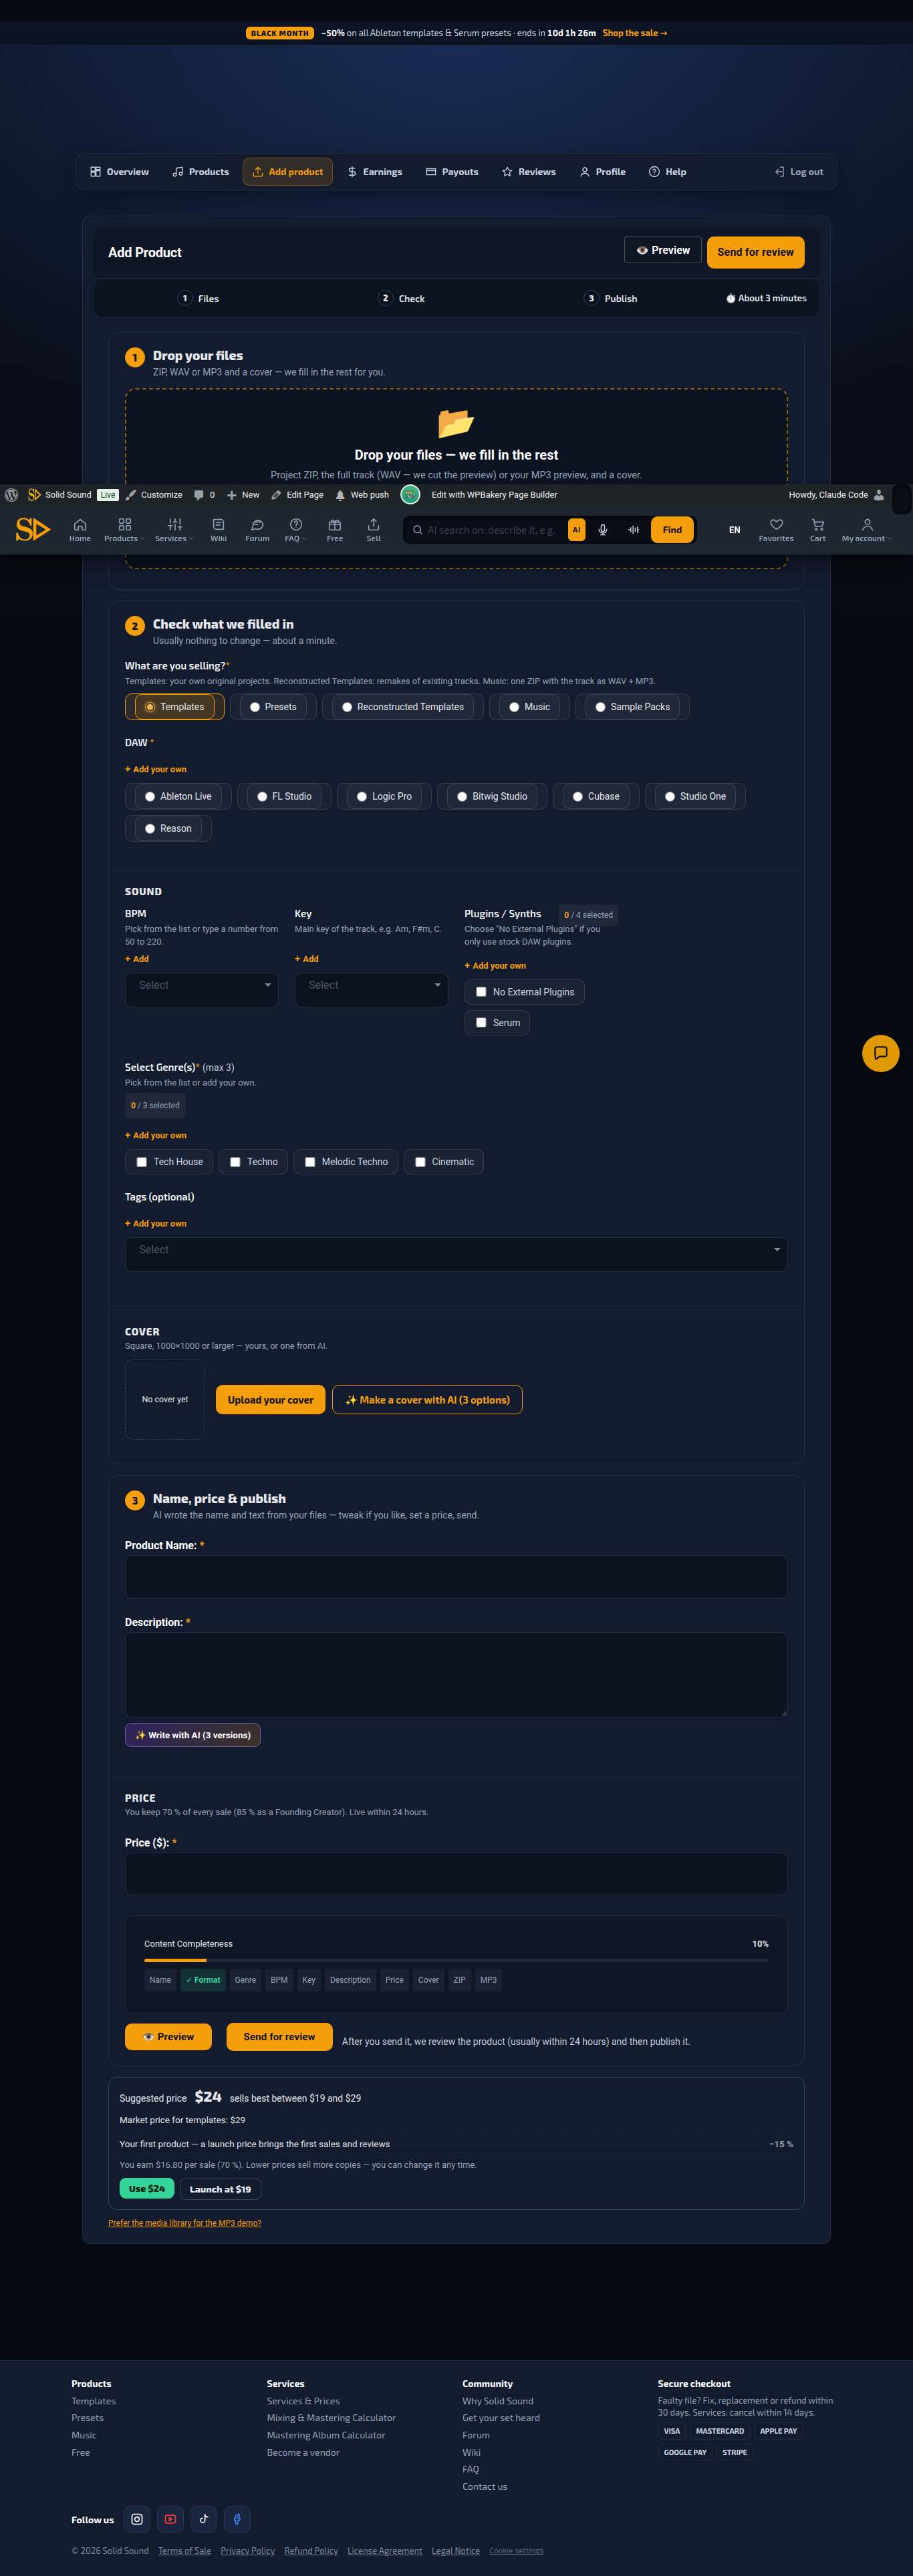 BLACK MONTH −50% on all Ableton templates & Serum presets · ends in 10d 1h 26m Shop the sale →
Overview Products Add product Earnings Payouts Reviews Profile Help Log out
Add Product Preview Send for review
1 Files 2 Check 3 Publish About 3 minutes
1 Drop your files
ZIP, WAV or MP3 and a cover — we fill in the rest for you.
Drop your files — we fill in the rest
Project ZIP, the full track (WAV — we cut the preview) or your MP3 preview, and a cover.
Solid Sound Live Customize 0 New Edit Page Web push Edit with WPBakery Page Builder Howdy, Claude Code
Home Products Services Wiki Forum FAQ Free Sell AI search on: describe it, e.g. AI Find EN Favorites Cart My account
2 Check what we filled in
Usually nothing to change — about a minute.
What are you selling?*
Templates: your own original projects. Reconstructed Templates: remakes of existing tracks. Music: one ZIP with the track as WAV + MP3.
Templates Presets Reconstructed Templates Music Sample Packs
DAW *
+ Add your own
Ableton Live FL Studio Logic Pro Bitwig Studio Cubase Studio One
Reason
SOUND
BPM Key Plugins / Synths 0 / 4 selected
Pick from the list or type a number from Main key of the track, e.g. Am, F#m, C. Choose "No External Plugins" if you
50 to 220. only use stock DAW plugins.
+ Add + Add + Add your own
Select Select No External Plugins
Serum
Select Genre(s)* (max 3)
Pick from the list or add your own.
0 / 3 selected
+ Add your own
Tech House Techno Melodic Techno Cinematic
Tags (optional)
+ Add your own
Select
COVER
Square, 1000×1000 or larger — yours, or one from AI.
No cover yet Upload your cover ✨ Make a cover with AI (3 options)
3 Name, price & publish
AI wrote the name and text from your files — tweak if you like, set a price, send.
Product Name: *
Description: *
✨ Write with AI (3 versions)
PRICE
You keep 70 % of every sale (85 % as a Founding Creator). Live within 24 hours.
Price ($): *
Content Completeness 10%
Name ✓ Format Genre BPM Key Description Price Cover ZIP MP3
Preview Send for review After you send it, we review the product (usually within 24 hours) and then publish it.
Suggested price $24 sells best between $19 and $29
Market price for templates: $29
Your first product — a launch price brings the first sales and reviews −15 %
You earn $16.80 per sale (70 %). Lower prices sell more copies — you can change it any time.
Use $24 Launch at $19
Prefer the media library for the MP3 demo?
Products Services Community Secure checkout
Templates Services & Prices Why Solid Sound Faulty file? Fix, replacement or refund within
Presets Mixing & Mastering Calculator Get your set heard 30 days. Services: cancel within 14 days.
Music Mastering Album Calculator Forum VISA MASTERCARD APPLE PAY
Free Become a vendor Wiki GOOGLE PAY STRIPE
FAQ
Contact us
Follow us
© 2026 Solid Sound Terms of Sale Privacy Policy Refund Policy License Agreement Legal Notice Cookie settings